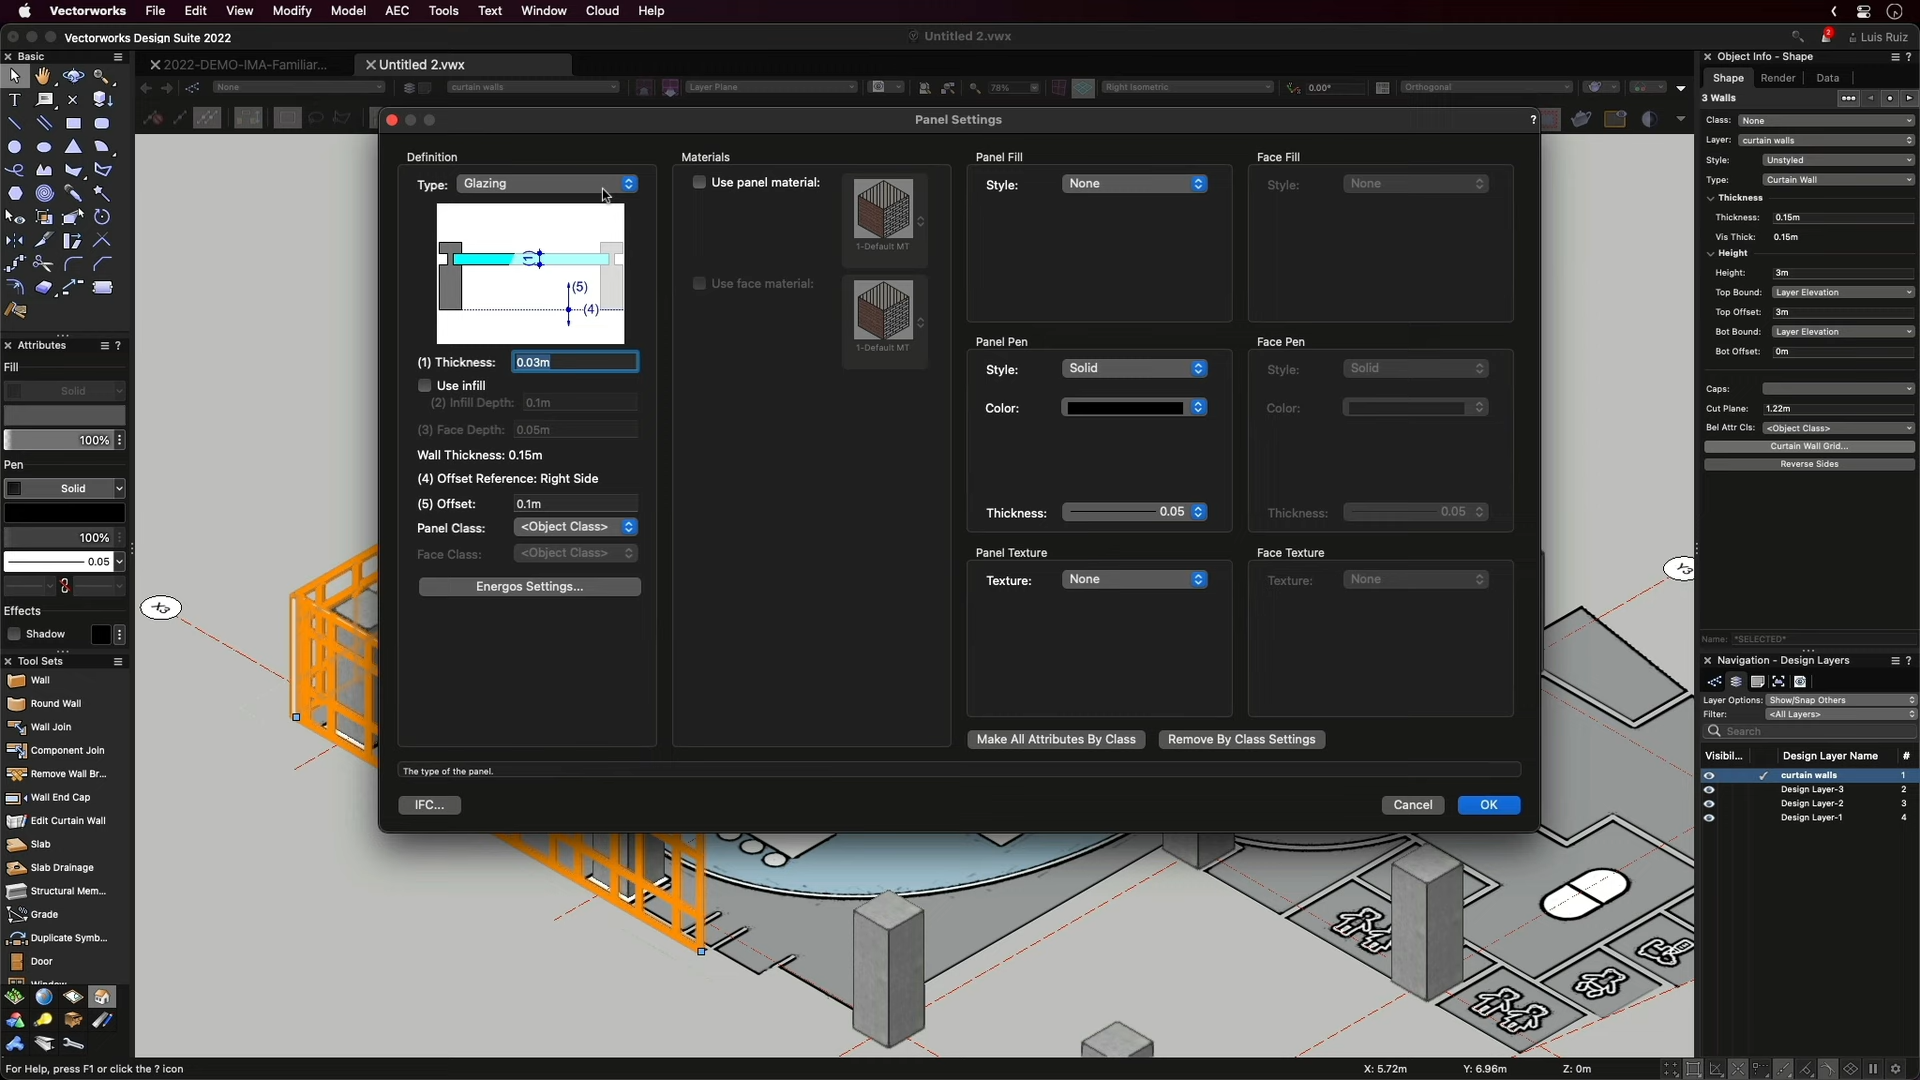 Vectorworks File Edit View Modify Model AEC Tools Text Window Cloud Help
Vectorworks Design Suite 2022
Untitled 2.vwx
2
Luis Ruiz
Basic
2022-DEMO-IMA-Familiar...
Untitled 2.vwx
None
curtain walls
Layer Plane
78%
Right Isometric
0.00°
Orthogonal
Attributes
Fill
Solid
100%
Pen
Solid
100%
0.05
Effects
Shadow
Tool Sets
Wall
Round Wall
Wall Join
Component Join
Remove Wall Br...
Wall End Cap
Edit Curtain Wall
Slab
Slab Drainage
Structural Mem...
Grade
Duplicate Symb...
Door
Window
Panel Settings
?
Definition
Type: Glazing
(1)
(5)
(4)
(1) Thickness: 0.03m
Use infill
(2) Infill Depth: 0.1m
(3) Face Depth: 0.05m
Wall Thickness: 0.15m
(4) Offset Reference: Right Side
(5) Offset: 0.1m
Panel Class: <Object Class>
Face Class: <Object Class>
Energos Settings...
Materials
Use panel material:
1-Default MT
Use face material:
1-Default MT
Panel Fill
Style: None
Face Fill
Style: None
Panel Pen
Style: Solid
Color:
Thickness: 0.05
Face Pen
Style: Solid
Color:
Thickness: 0.05
Panel Texture
Texture: None
Face Texture
Texture: None
Make All Attributes By Class
Remove By Class Settings
The type of the panel.
IFC...
Cancel
OK
X3
Y3
Object Info - Shape
Shape Render Data
3 Walls
Class: None
Layer: curtain walls
Style: Unstyled
Type: Curtain Wall
Thickness
Thickness: 0.15m
Vis Thick: 0.15m
Height
Height: 3m
Top Bound: Layer Elevation
Top Offset: 3m
Bot Bound: Layer Elevation
Bot Offset: 0m
Caps:
Cut Plane: 1.22m
Bel Attr Cls: <Object Class>
Curtain Wall Grid...
Reverse Sides
Name: *SELECTED*
Navigation - Design Layers
Layer Options: Show/Snap Others
Filter: <All Layers>
Search
Visibil... Design Layer Name #
curtain walls 1
Design Layer-3 2
Design Layer-2 3
Design Layer-1 4
For Help, press F1 or click the ? icon
X: 5.72m Y: 6.96m Z: 0m